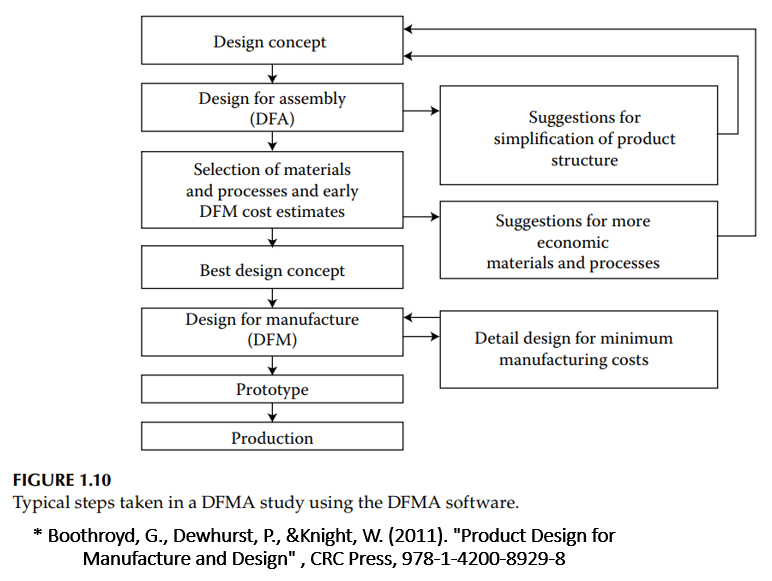 Design concept
Design for assembly
(DFA)
Suggestions for
simplification of product
structure
Selection of materials
and processes and early
DFM cost estimates
Suggestions for more
economic
materials and processes
Best design concept
Design for manufacture
(DFM)
Detail design for minimum
manufacturing costs
Prototype
Production
FIGURE 1.10
Typical steps taken in a DFMA study using the DFMA software.
* Boothroyd, G., Dewhurst, P., &Knight, W. (2011). "Product Design for
Manufacture and Design" , CRC Press, 978-1-4200-8929-8